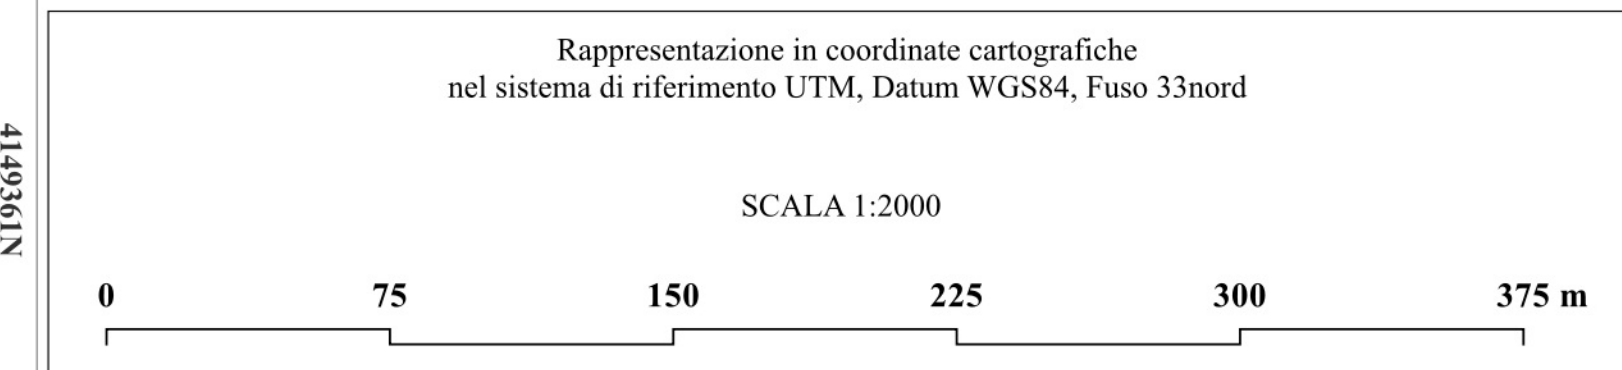 Rappresentazione in coordinate cartografiche
nel sistema di riferimento UTM, Datum WGS84, Fuso 33nord
4149361N
SCALA 1:2000
0 75 150 225 300 375 m